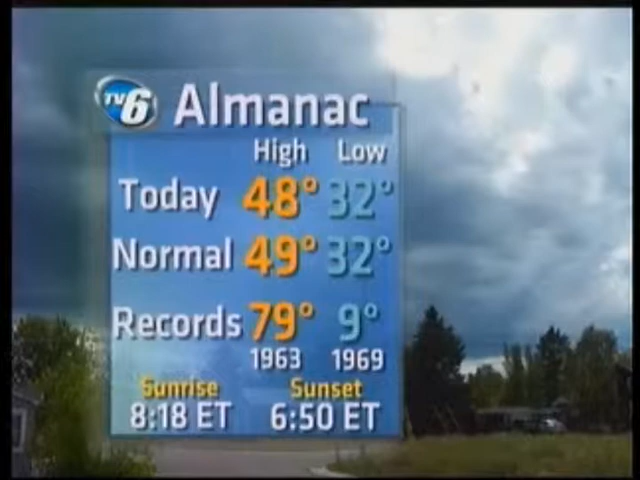 TV6 Almanac
High Low
Today 48° 32°
Normal 49° 32°
Records 79° 9°
1963 1969
Sunrise Sunset
8:18 ET 6:50 ET